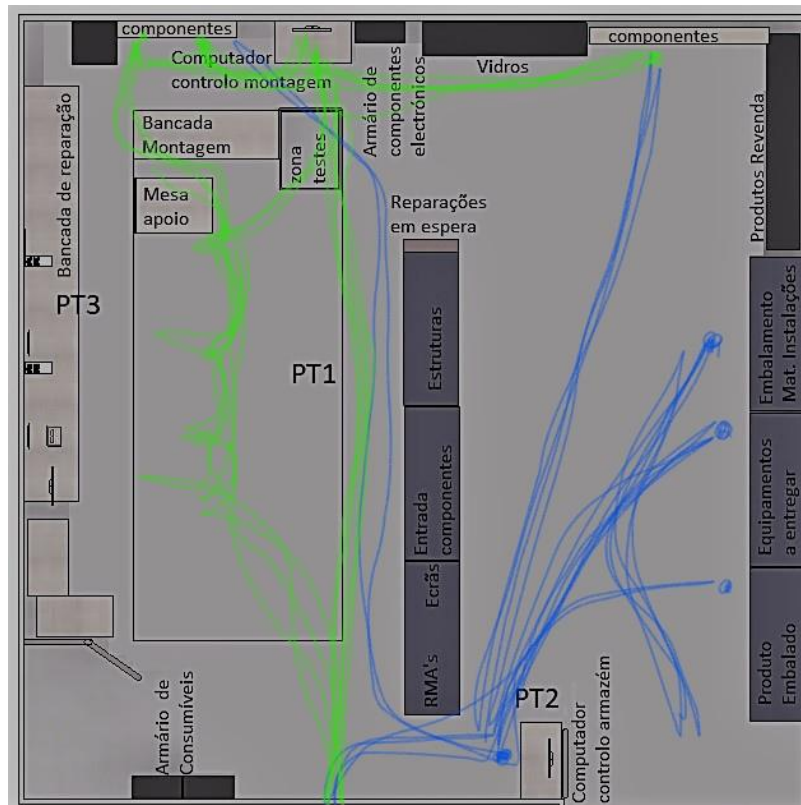 componentes
Computador
controlo montagem
Armário de
componentes
electrónicos
Vidros
componentes
Produtos Revenda
Bancada de reparação
Bancada
Montagem
zona
testes
Mesa
apoio
Reparações
em espera
PT3
PT1
Estruturas
Embalamento
Mat. Instalações
Entrada
componentes
Equipamentos
a entregar
Ecrãs
RMA's
Produto
Embalado
PT2
Computador
controlo armazém
Armário de
Consumíveis